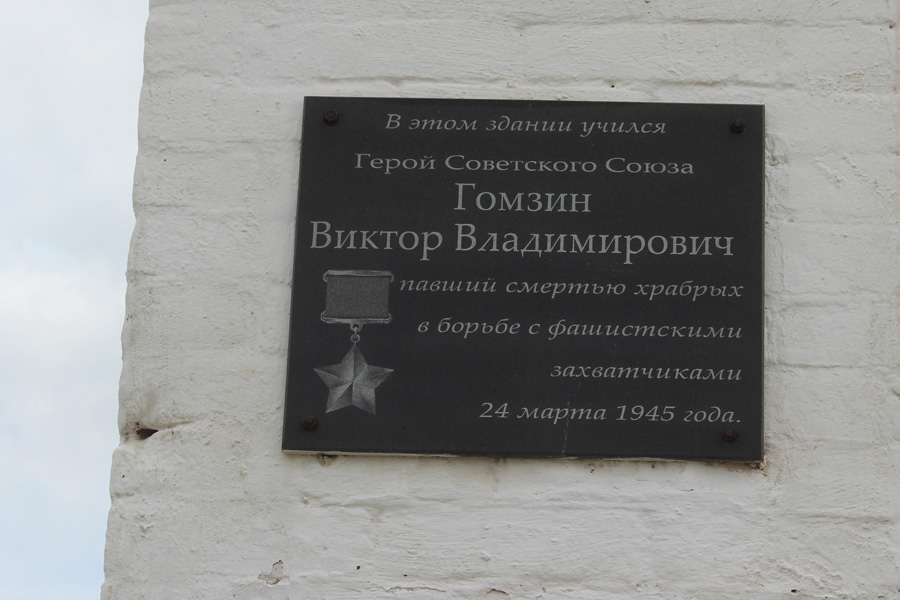 В этом здании учился
Герой Советского Союза
Гомзин
Виктор Владимирович
павший смертью храбрых
в борьбе с фашистскими
захватчиками
24 марта 1945 года.